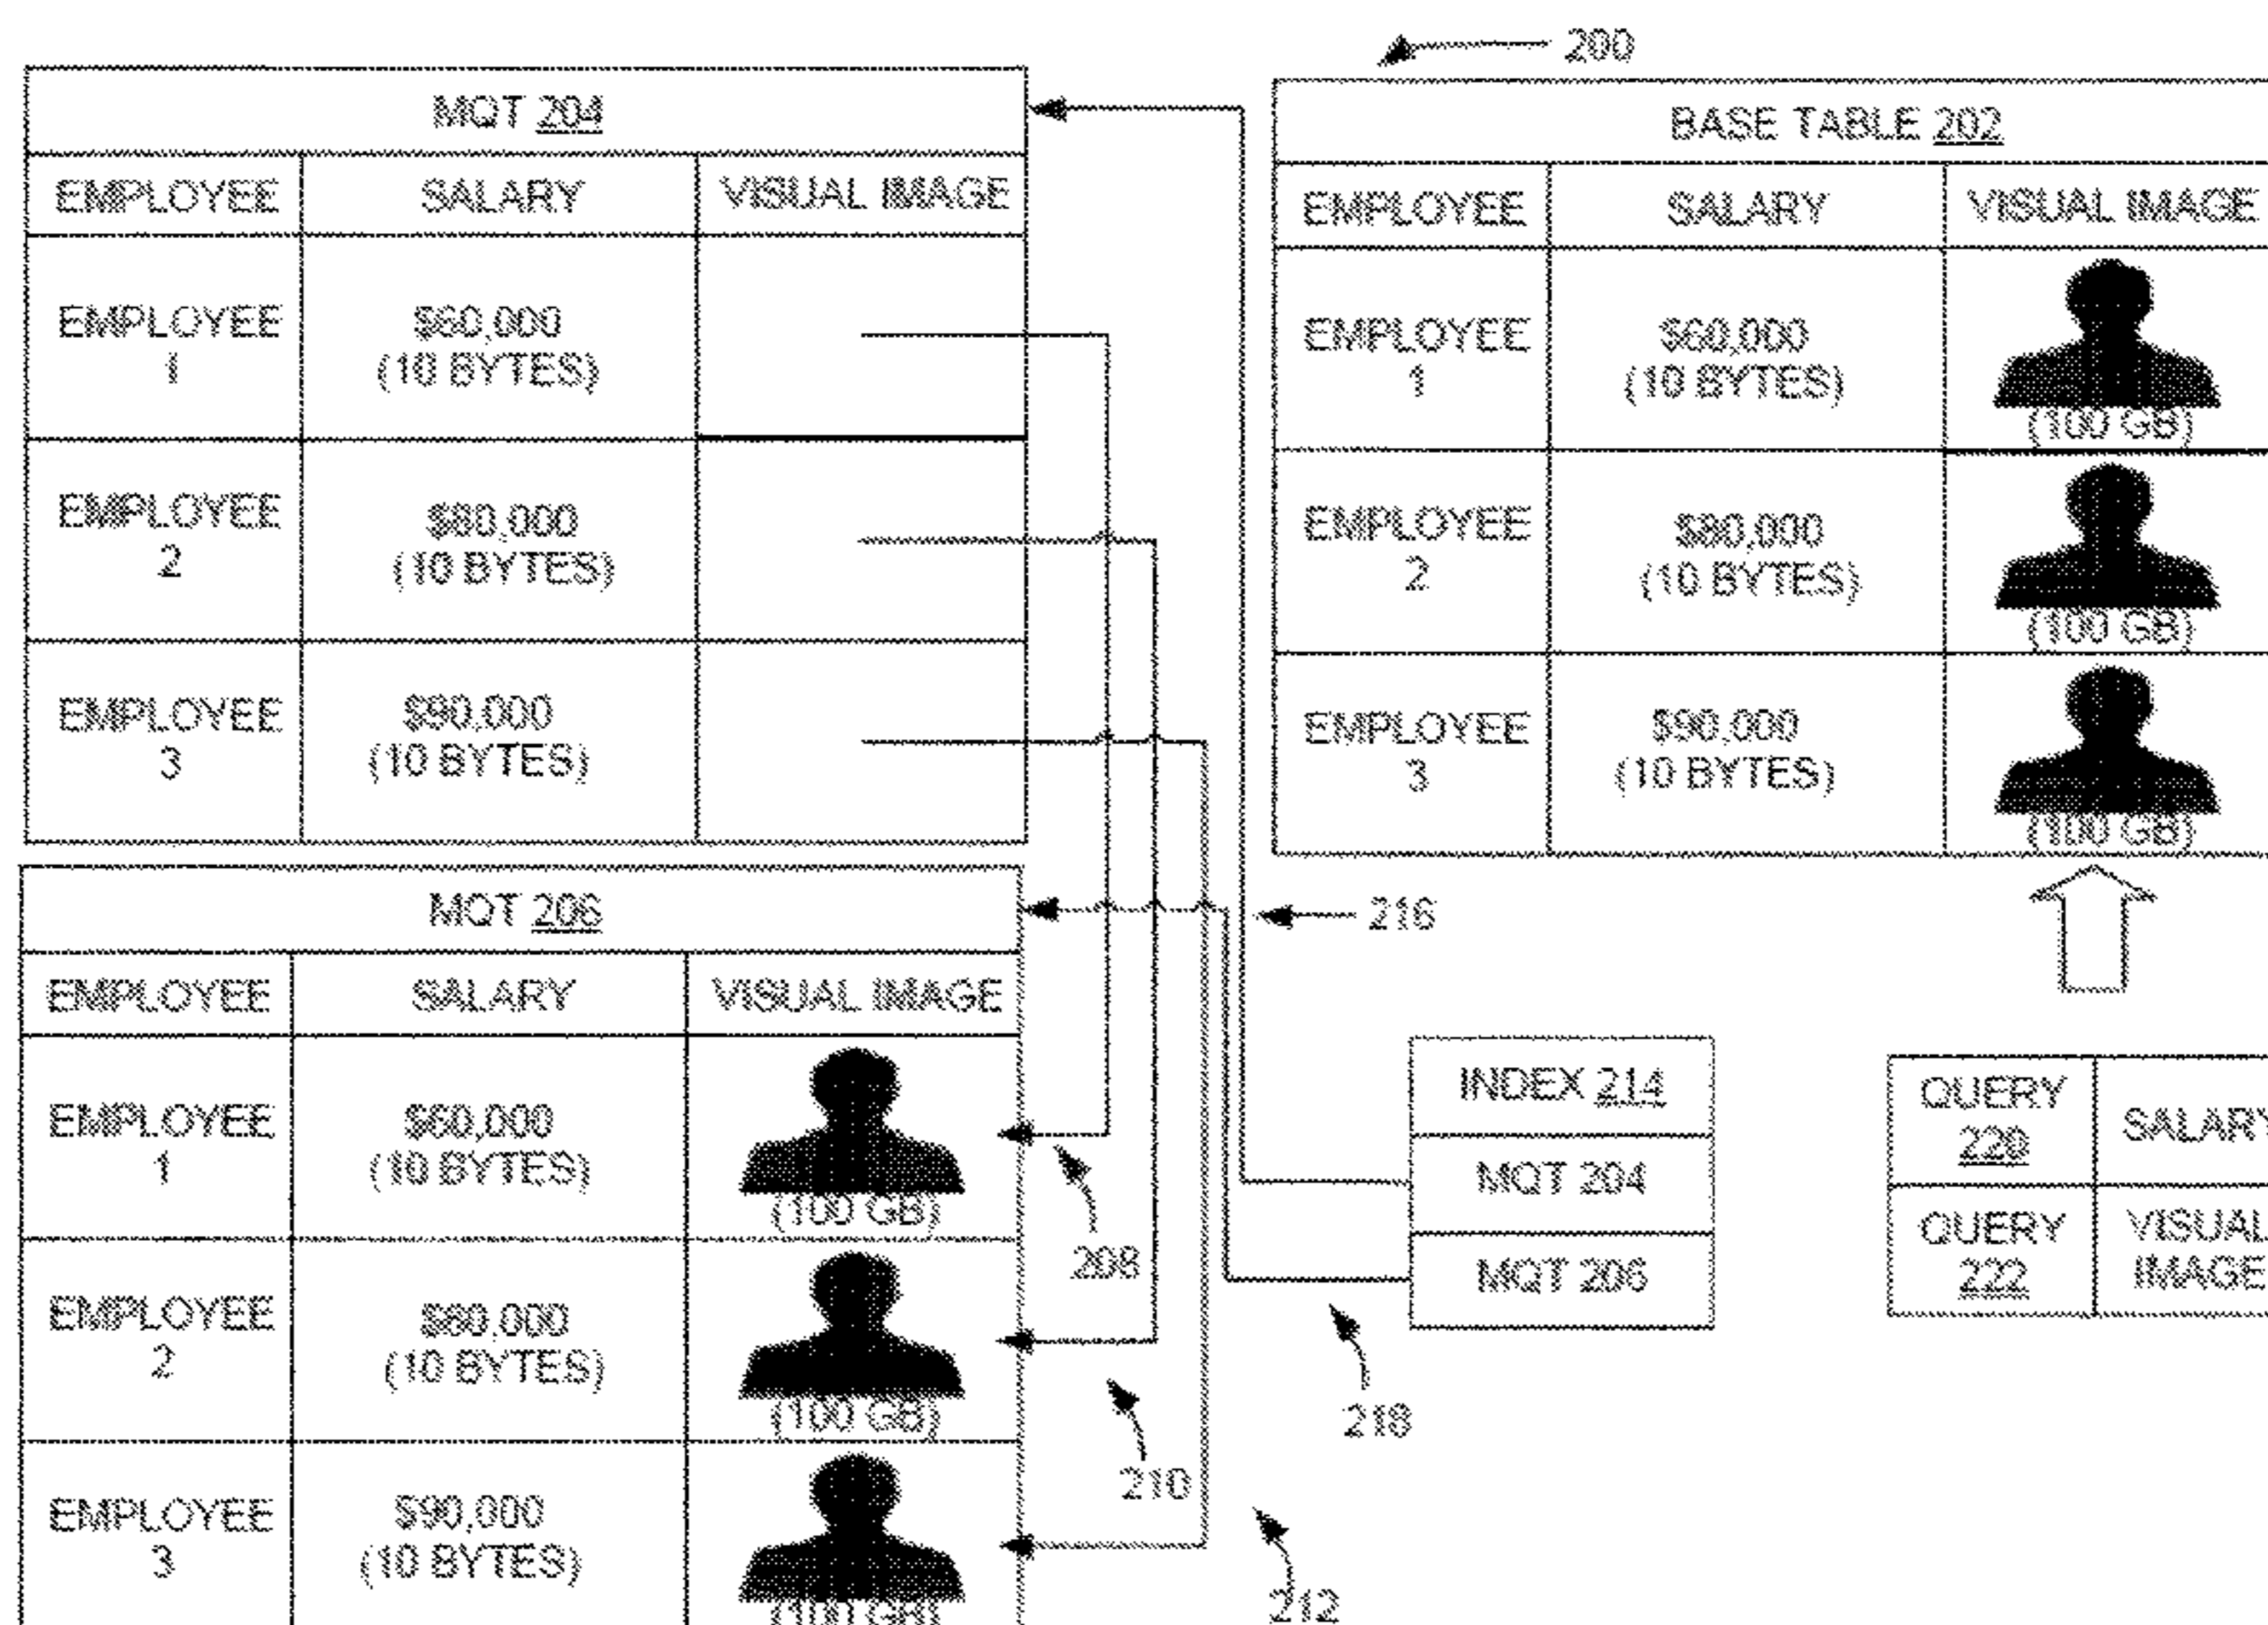 200
MQT 204
EMPLOYEE SALARY VISUAL IMAGE
EMPLOYEE
1
$60,000
(10 BYTES)
EMPLOYEE
2
$80,000
(10 BYTES)
EMPLOYEE
3
$90,000
(10 BYTES)
BASE TABLE 202
EMPLOYEE SALARY VISUAL IMAGE
EMPLOYEE
1
$60,000
(10 BYTES)
(100 GB)
EMPLOYEE
2
$80,000
(10 BYTES)
(100 GB)
EMPLOYEE
3
$90,000
(10 BYTES)
(100 GB)
MQT 206
EMPLOYEE SALARY VISUAL IMAGE
EMPLOYEE
1
$60,000
(10 BYTES)
(100 GB)
EMPLOYEE
2
$80,000
(10 BYTES)
(100 GB)
EMPLOYEE
3
$90,000
(10 BYTES)
(100 GB)
208
210
212
216
218
INDEX 214
MQT 204
MQT 206
QUERY
220
SALARY
QUERY
222
VISUAL
IMAGE